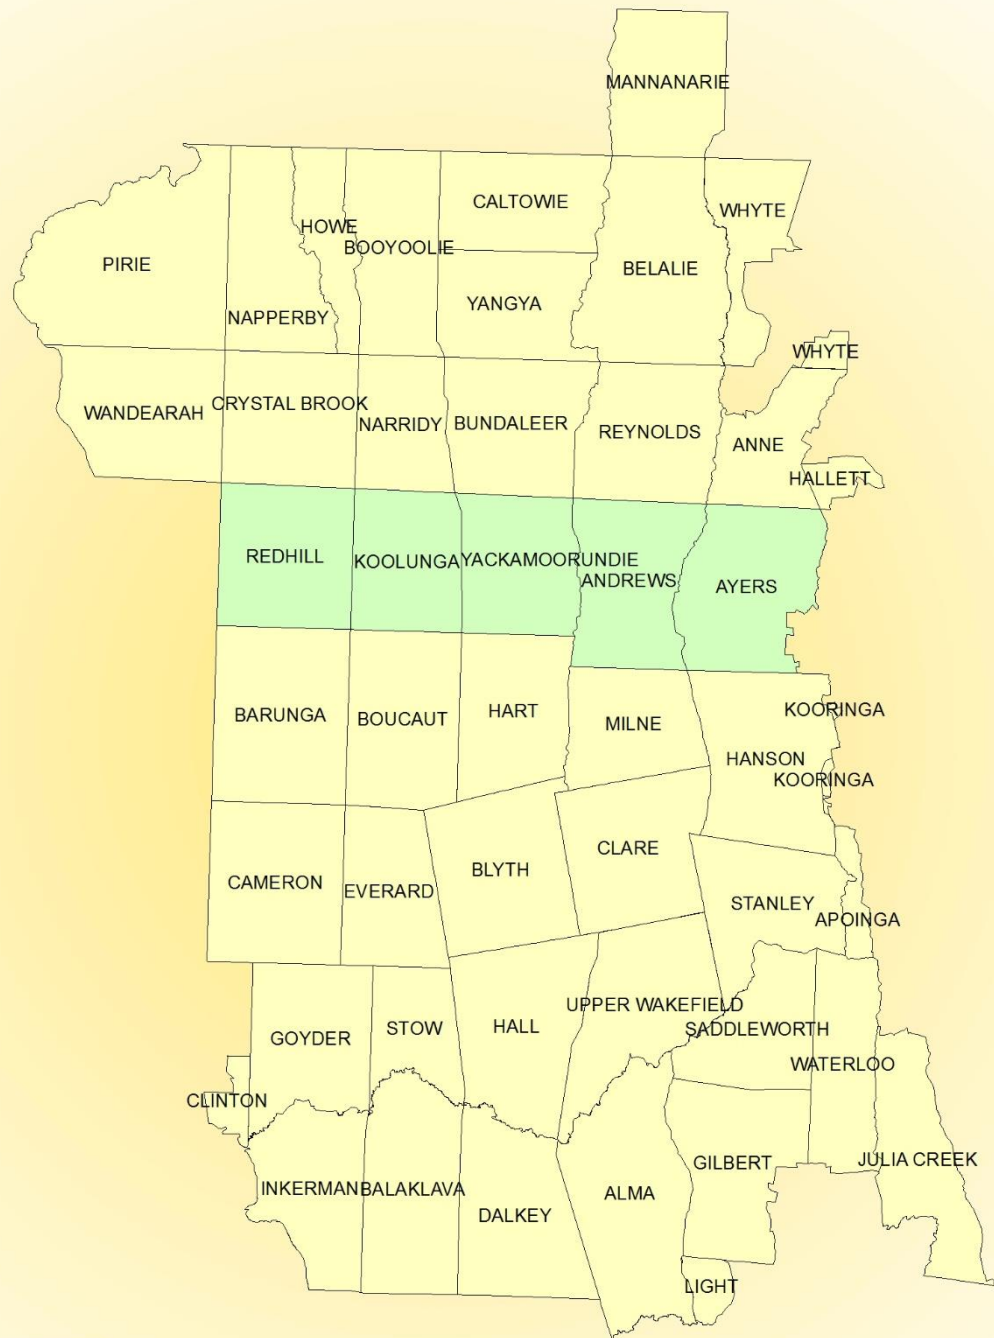 MANNANARIE
CALTOWIE
WHYTE
HOWE
BOOYOOLIE
PIRIE
BELALIE
YANGYA
NAPPERBY
WHYTE
CRYSTAL BROOK
WANDEARAH
NARRIDY
BUNDALEER
REYNOLDS
ANNE
HALLETT
REDHILL
KOOLUNGA
YACKAMOORUNDIE
ANDREWS
AYERS
BARUNGA
BOUCAUT
HART
MILNE
KOORINGA
HANSON
KOORINGA
CAMERON
EVERARD
BLYTH
CLARE
STANLEY
APOINGA
GOYDER
STOW
HALL
UPPER WAKEFIELD
SADDLEWORTH
WATERLOO
CLINTON
INKERMAN
BALAKLAVA
DALKEY
ALMA
GILBERT
JULIA CREEK
LIGHT